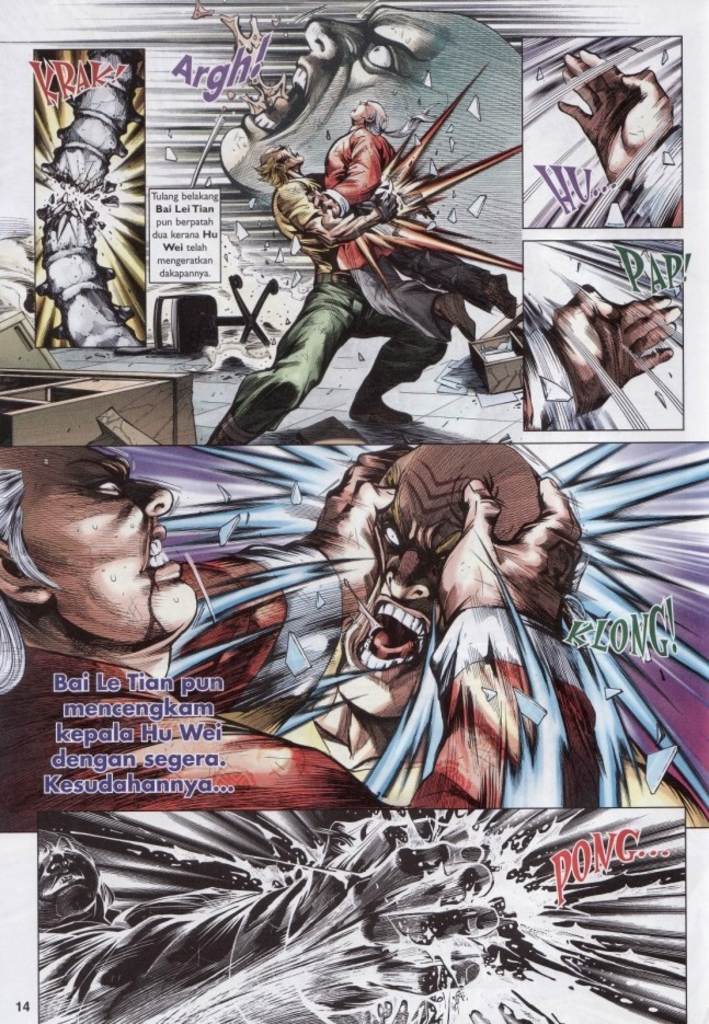 KRAK!
Argh!
Tulang belakang
Bai Lei Tian
pun berpatah
dua kerana Hu
Wei telah
mengeratkan
dakapannya.
HU...
PAP!
KLONG!
Bai Le Tian pun
mencengkam
kepala Hu Wei
dengan segera.
Kesudahannya...
PONG...
14